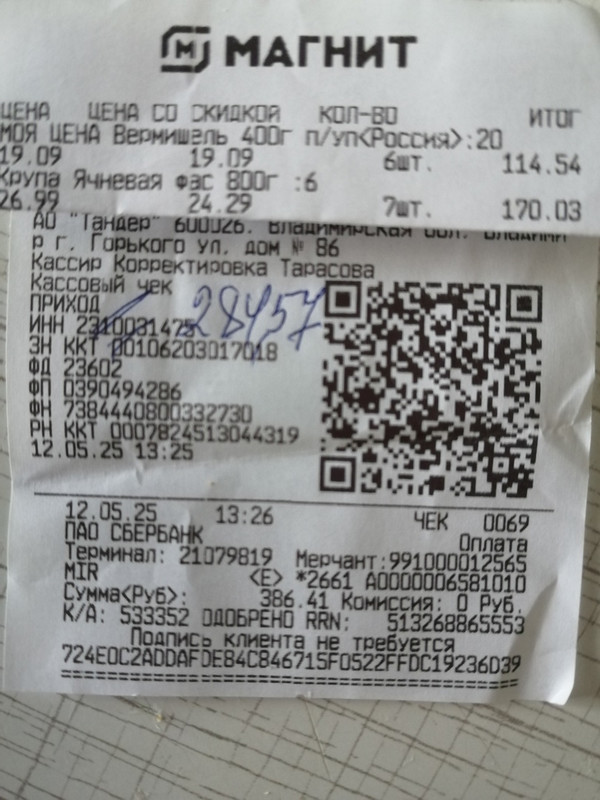 МАГНИТ
ЦЕНА ЦЕНА СО СКИДКОЙ КОЛ-ВО ИТОГ
МОЯ ЦЕНА Вермишель 400г п/уп<Россия>:20
19.09 19.09 6шт. 114.54
Крупа Ячневая фас 800г :6
26.99 24.29 7шт. 170.03
АО "Тандер" 600026, Владимирская обл. Владими
р г. Горького ул. дом № 86
Кассир Корректировка Тарасова
Кассовый чек
ПРИХОД
28457
ИНН 2310031475
ЗН ККТ 00106203017018
ФД 23602
ФП 0390494286
ФН 7384440800332730
РН ККТ 0007824513044319
12.05.25 13:25
12.05.25 13:26 ЧЕК 0069
ПАО СБЕРБАНК Оплата
Терминал: 21079819 Мерчант:991000012565
MIR <E> *2661 A0000006581010
Сумма<Руб>: 386.41 Комиссия: 0 Руб.
К/А: 533352 ОДОБРЕНО RRN: 513268865553
Подпись клиента не требуется
724E0C2ADDAFDE84C846715F0522FFDC19236D39